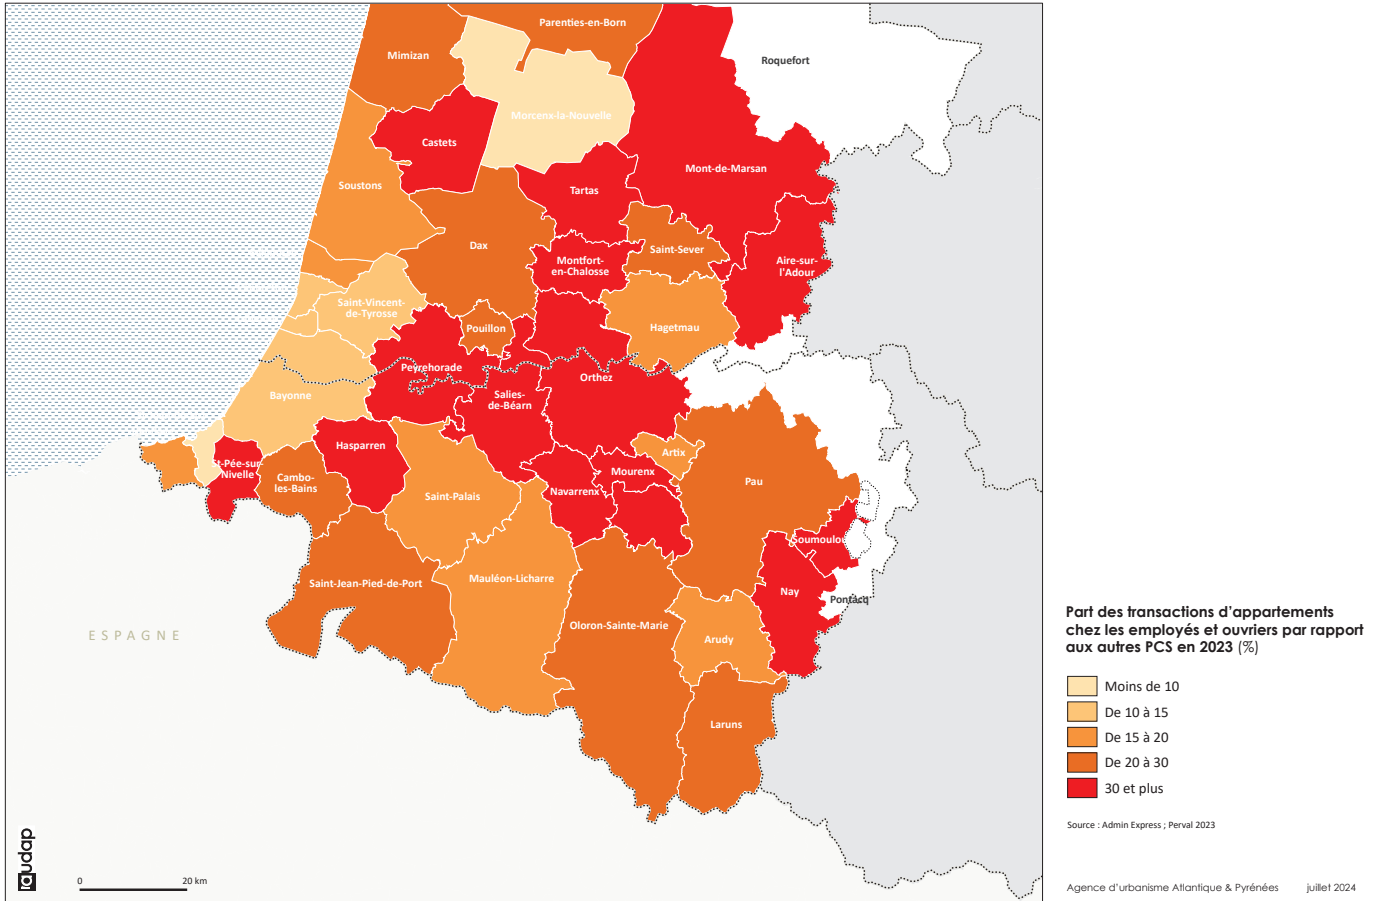 Parenties-en-Born
Mimizan
Roquefort
Morcenx-la-Nouvelle
Castets
Mont-de-Marsan
Soustons
Tartas
Dax
Saint-Sever
Montfort-
en-Chalosse
Aire-sur-
l'Adour
Saint-Vincent-
de-Tyrosse
Pouillon
Hagetmau
Peyrehorade
Orthez
Bayonne
Salies-
de-Béarn
Hasparren
Artix
St-Pée-sur-
Nivelle
Cambo-
les-Bains
Mourenx
Pau
Saint-Palais
Navarrenx
Soumoulou
Saint-Jean-Pied-de-Port
Mauléon-Licharre
Nay
Pontacq
Oloron-Sainte-Marie
Arudy
ESPAGNE
Laruns
audap
0 20 km
Part des transactions d'appartements
chez les employés et ouvriers par rapport
aux autres PCS en 2023 (%)
Moins de 10
De 10 à 15
De 15 à 20
De 20 à 30
30 et plus
Source : Admin Express ; Perval 2023
Agence d'urbanisme Atlantique & Pyrénées juillet 2024